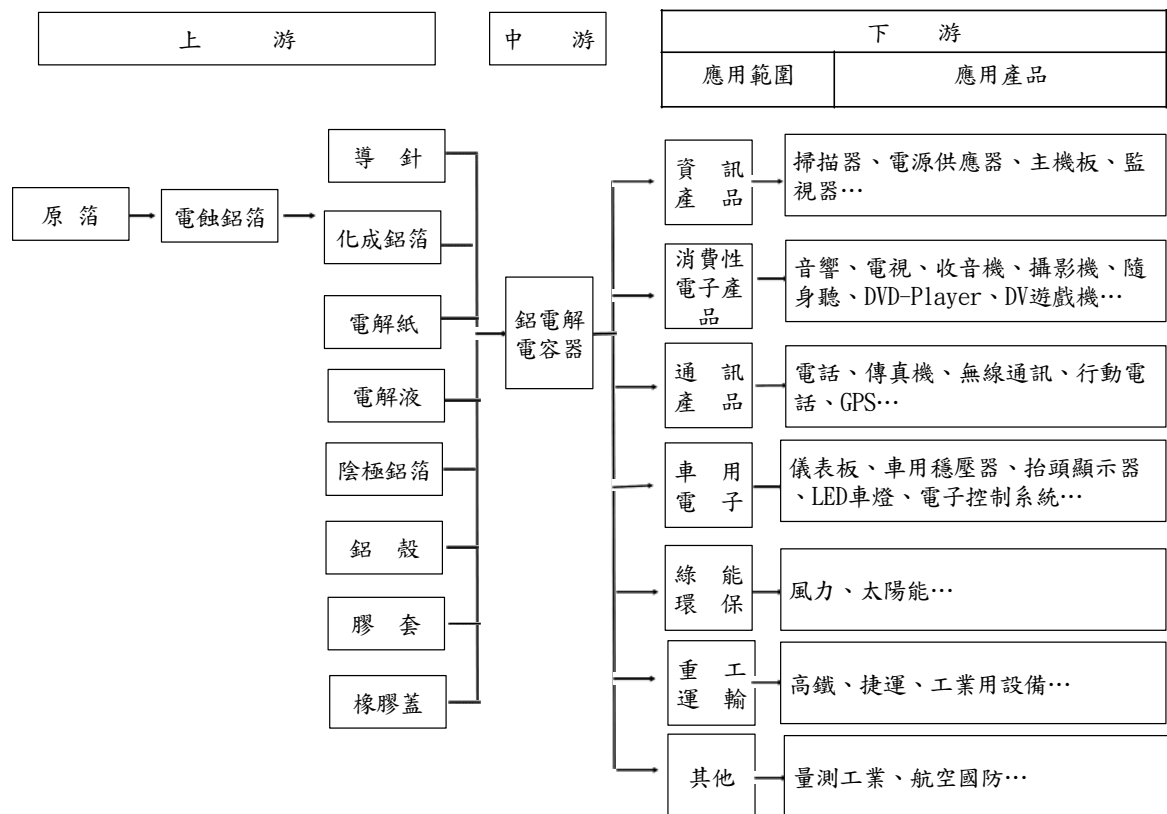 上 游
中 游
下 游
應用範圍
應用產品
原 箔
電蝕鋁箔
導 針
化成鋁箔
電解紙
電解液
陰極鋁箔
鋁 殼
膠 套
橡膠蓋
鋁電解
電容器
資 訊
產 品
掃描器、電源供應器、主機板、監
視器…
消費性
電子產
品
音響、電視、收音機、攝影機、隨
身聽、DVD-Player、DV遊戲機…
通 訊
產 品
電話、傳真機、無線通訊、行動電
話、GPS…
車 用
電 子
儀表板、車用穩壓器、抬頭顯示器
、LED車燈、電子控制系統…
綠 能
環 保
風力、太陽能…
重 工
運 輸
高鐵、捷運、工業用設備…
其他
量測工業、航空國防…